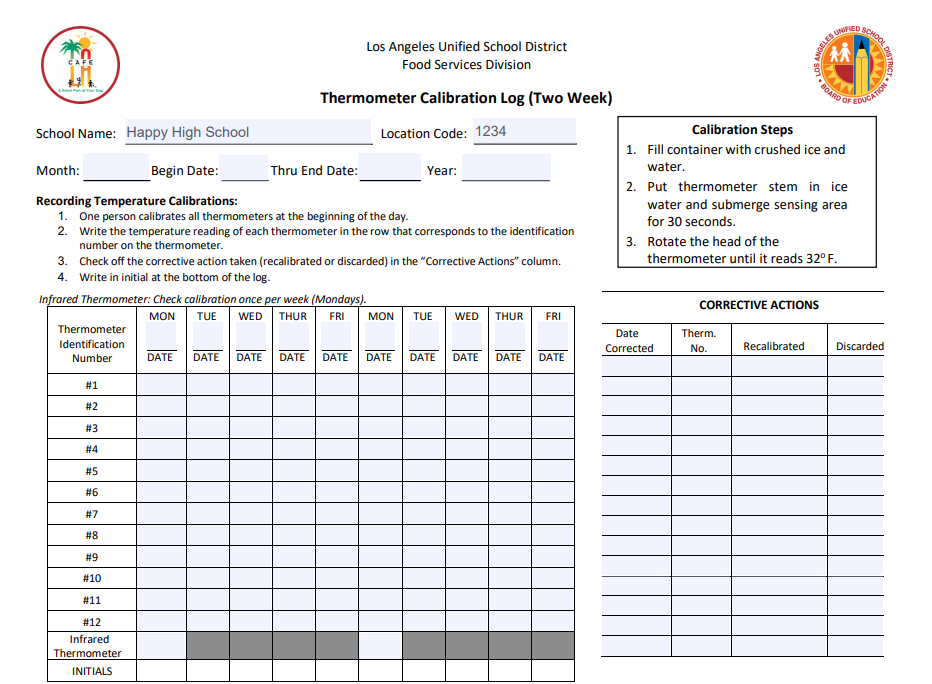 Los Angeles Unified School District
Food Services Division
Thermometer Calibration Log (Two Week)
CAFE
LA
A Great Part of Your Day
LOS ANGELES UNIFIED SCHOOL DISTRICT
BOARD OF EDUCATION
School Name: Happy High School Location Code: 1234
Month: Begin Date: Thru End Date: Year:
Calibration Steps
1. Fill container with crushed ice and
water.
2. Put thermometer stem in ice
water and submerge sensing area
for 30 seconds.
3. Rotate the head of the
thermometer until it reads 32° F.
Recording Temperature Calibrations:
1. One person calibrates all thermometers at the beginning of the day.
2. Write the temperature reading of each thermometer in the row that corresponds to the identification
number on the thermometer.
3. Check off the corrective action taken (recalibrated or discarded) in the “Corrective Actions” column.
4. Write in initial at the bottom of the log.
Infrared Thermometer: Check calibration once per week (Mondays).
Thermometer
Identification
Number
MON TUE WED THUR FRI MON TUE WED THUR FRI
DATE DATE DATE DATE DATE DATE DATE DATE DATE DATE
#1
#2
#3
#4
#5
#6
#7
#8
#9
#10
#11
#12
Infrared
Thermometer
INITIALS
CORRECTIVE ACTIONS
Date
Corrected
Therm.
No.
Recalibrated
Discarded